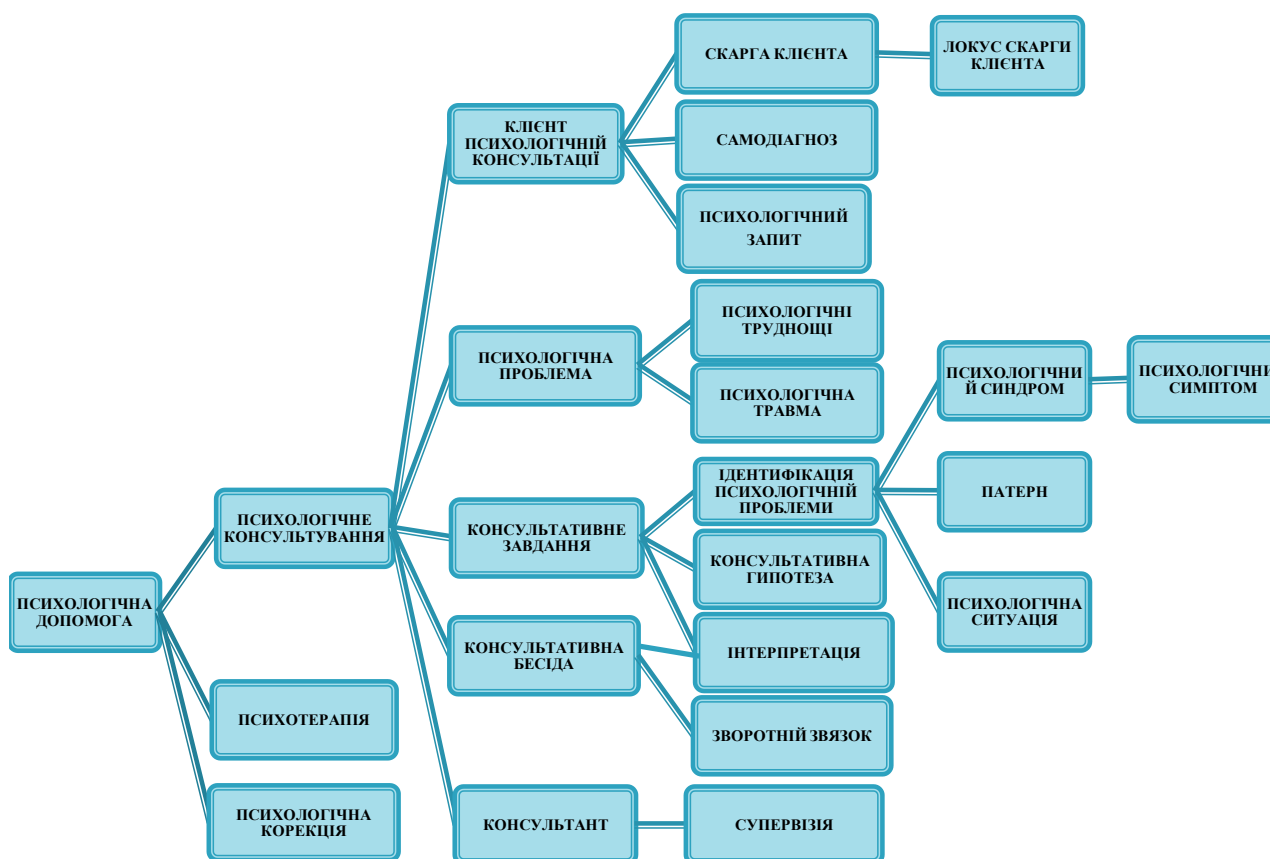 СКАРГА КЛІЄНТА
ЛОКУС СКАРГИ
КЛІЄНТА
КЛІЄНТ
ПСИХОЛОГІЧНІЙ
КОНСУЛЬТАЦІЇ
САМОДІАГНОЗ
ПСИХОЛОГІЧНИЙ
ЗАПИТ
ПСИХОЛОГІЧНА
ПРОБЛЕМА
ПСИХОЛОГІЧНІ
ТРУДНОЩІ
ПСИХОЛОГІЧНА
ТРАВМА
ПСИХОЛОГІЧНЕ
КОНСУЛЬТУВАННЯ
КОНСУЛЬТАТИВНЕ
ЗАВДАННЯ
ІДЕНТИФІКАЦІЯ
ПСИХОЛОГІЧНІЙ
ПРОБЛЕМИ
ПСИХОЛОГІЧНИ
Й СИНДРОМ
ПСИХОЛОГІЧНИ
СИМПТОМ
ПАТЕРН
ПСИХОЛОГІЧНА
СИТУАЦІЯ
КОНСУЛЬТАТИВНА
ГИПОТЕЗА
ПСИХОЛОГІЧНА
ДОПОМОГА
КОНСУЛЬТАТИВНА
БЕСІДА
ІНТЕРПРЕТАЦІЯ
ЗВОРОТНІЙ ЗВЯЗОК
ПСИХОТЕРАПІЯ
ПСИХОЛОГІЧНА
КОРЕКЦІЯ
КОНСУЛЬТАНТ
СУПЕРВІЗІЯ